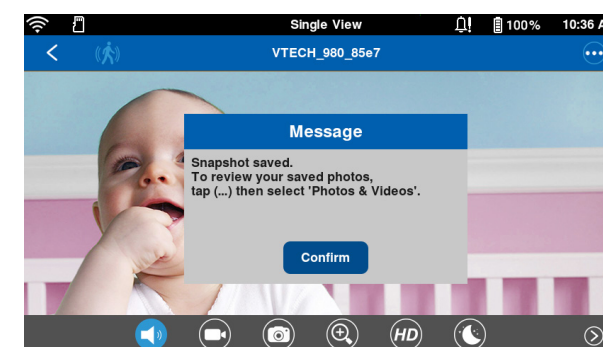 Single View
100%
10:36 A
VTECH_980_85e7
Message
Snapshot saved.
To review your saved photos,
tap (...) then select 'Photos & Videos'.
Confirm
HD